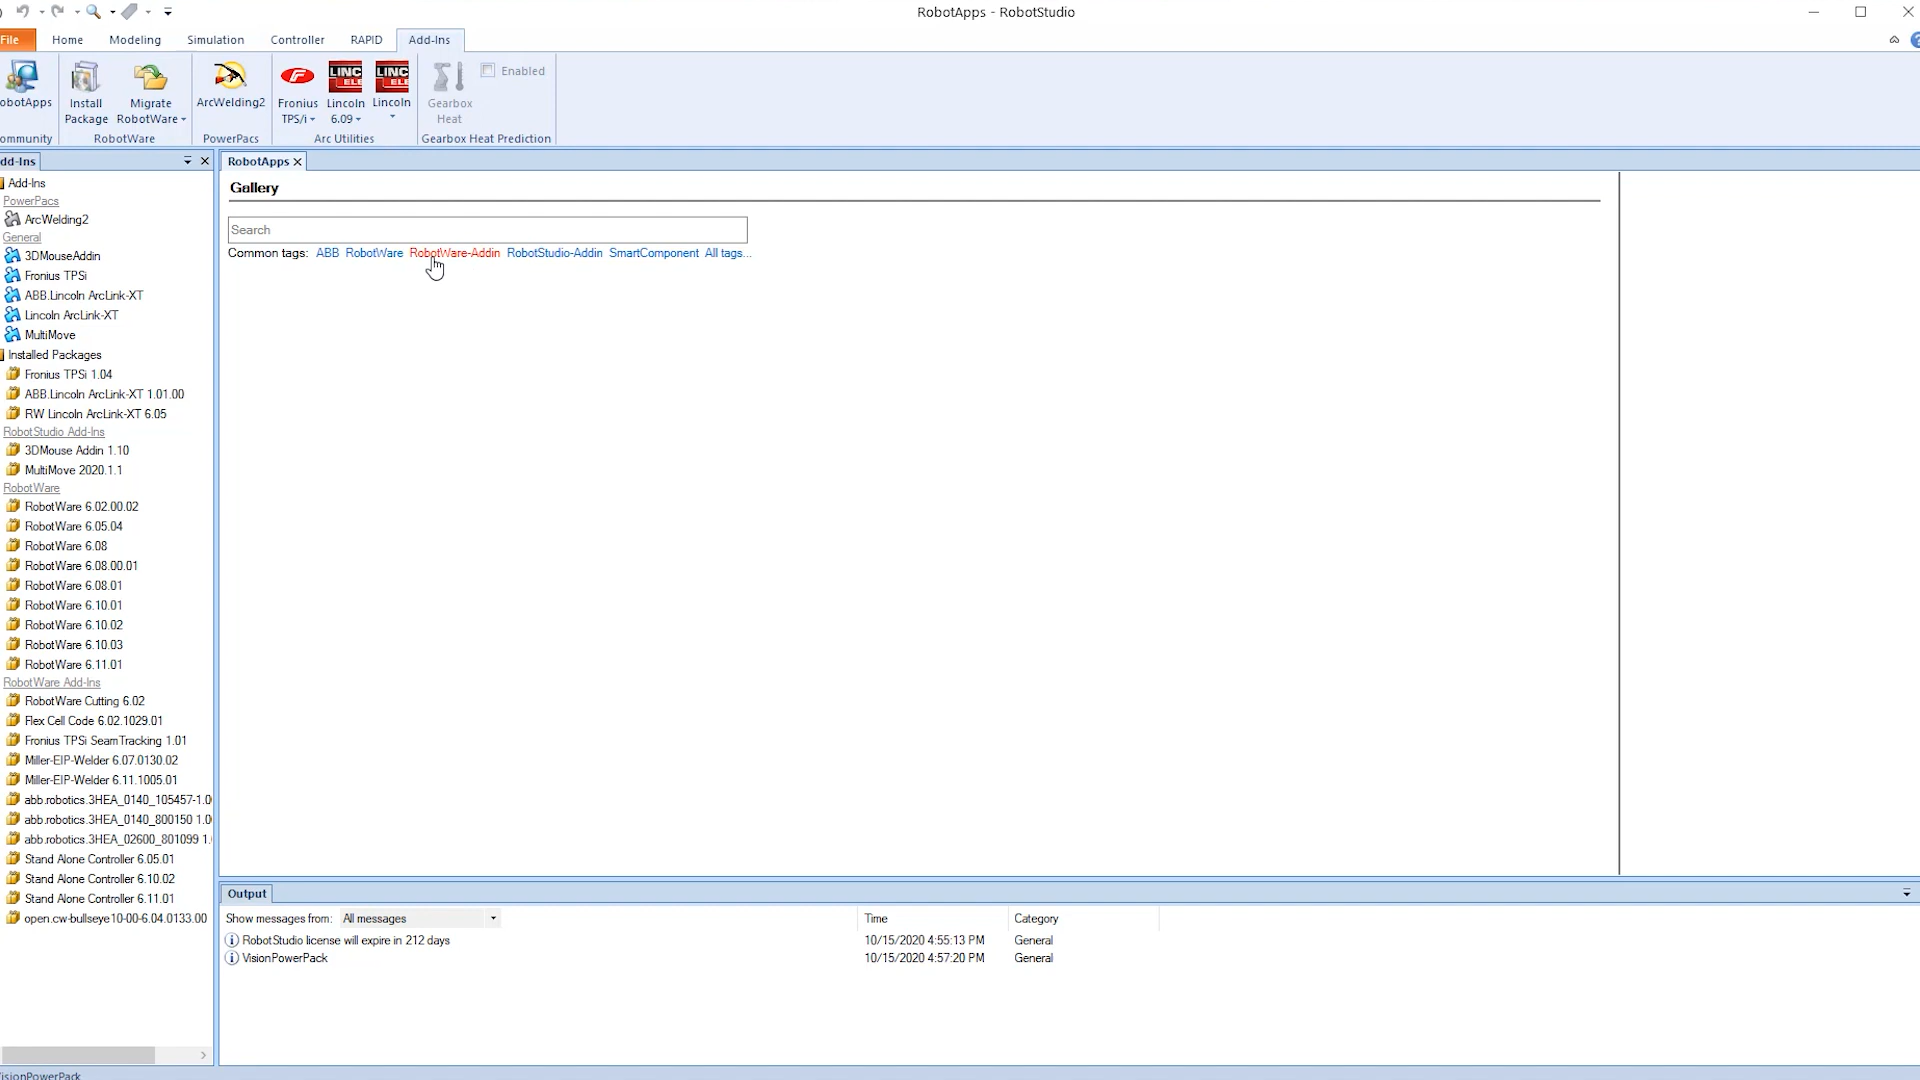 RobotApps - RobotStudio
File Home Modeling Simulation Controller RAPID Add-Ins
obotApps
ommunity
Install
Package
Migrate
RobotWare
RobotWare
ArcWelding2
PowerPacs
Fronius
TPS/i
LINC
ELE
Lincoln
6.09
LINC
ELE
Lincoln
Arc Utilities
Gearbox
Heat
Enabled
Gearbox Heat Prediction
dd-Ins
Add-Ins
PowerPacs
ArcWelding2
General
3DMouseAddin
Fronius TPSi
ABB.Lincoln ArcLink-XT
Lincoln ArcLink-XT
MultiMove
Installed Packages
Fronius TPSi 1.04
ABB.Lincoln ArcLink-XT 1.01.00
RW Lincoln ArcLink-XT 6.05
RobotStudio Add-Ins
3DMouse Addin 1.10
MultiMove 2020.1.1
RobotWare
RobotWare 6.02.00.02
RobotWare 6.05.04
RobotWare 6.08
RobotWare 6.08.00.01
RobotWare 6.08.01
RobotWare 6.10.01
RobotWare 6.10.02
RobotWare 6.10.03
RobotWare 6.11.01
RobotWare Add-Ins
RobotWare Cutting 6.02
Flex Cell Code 6.02.1029.01
Fronius TPSi SeamTracking 1.01
Miller-EIP-Welder 6.07.0130.02
Miller-EIP-Welder 6.11.1005.01
abb.robotics.3HEA_0140_105457-1.0
abb.robotics.3HEA_0140_800150 1.0
abb.robotics.3HEA_02600_801099 1.
Stand Alone Controller 6.05.01
Stand Alone Controller 6.10.02
Stand Alone Controller 6.11.01
open.cw-bullseye10-00-6.04.0133.00
RobotApps
Gallery
Search
Common tags: ABB RobotWare RobotWare-Addin RobotStudio-Addin SmartComponent All tags...
Output
Show messages from: All messages Time Category
RobotStudio license will expire in 212 days 10/15/2020 4:55:13 PM General
VisionPowerPack 10/15/2020 4:57:20 PM General
isionPowerPack